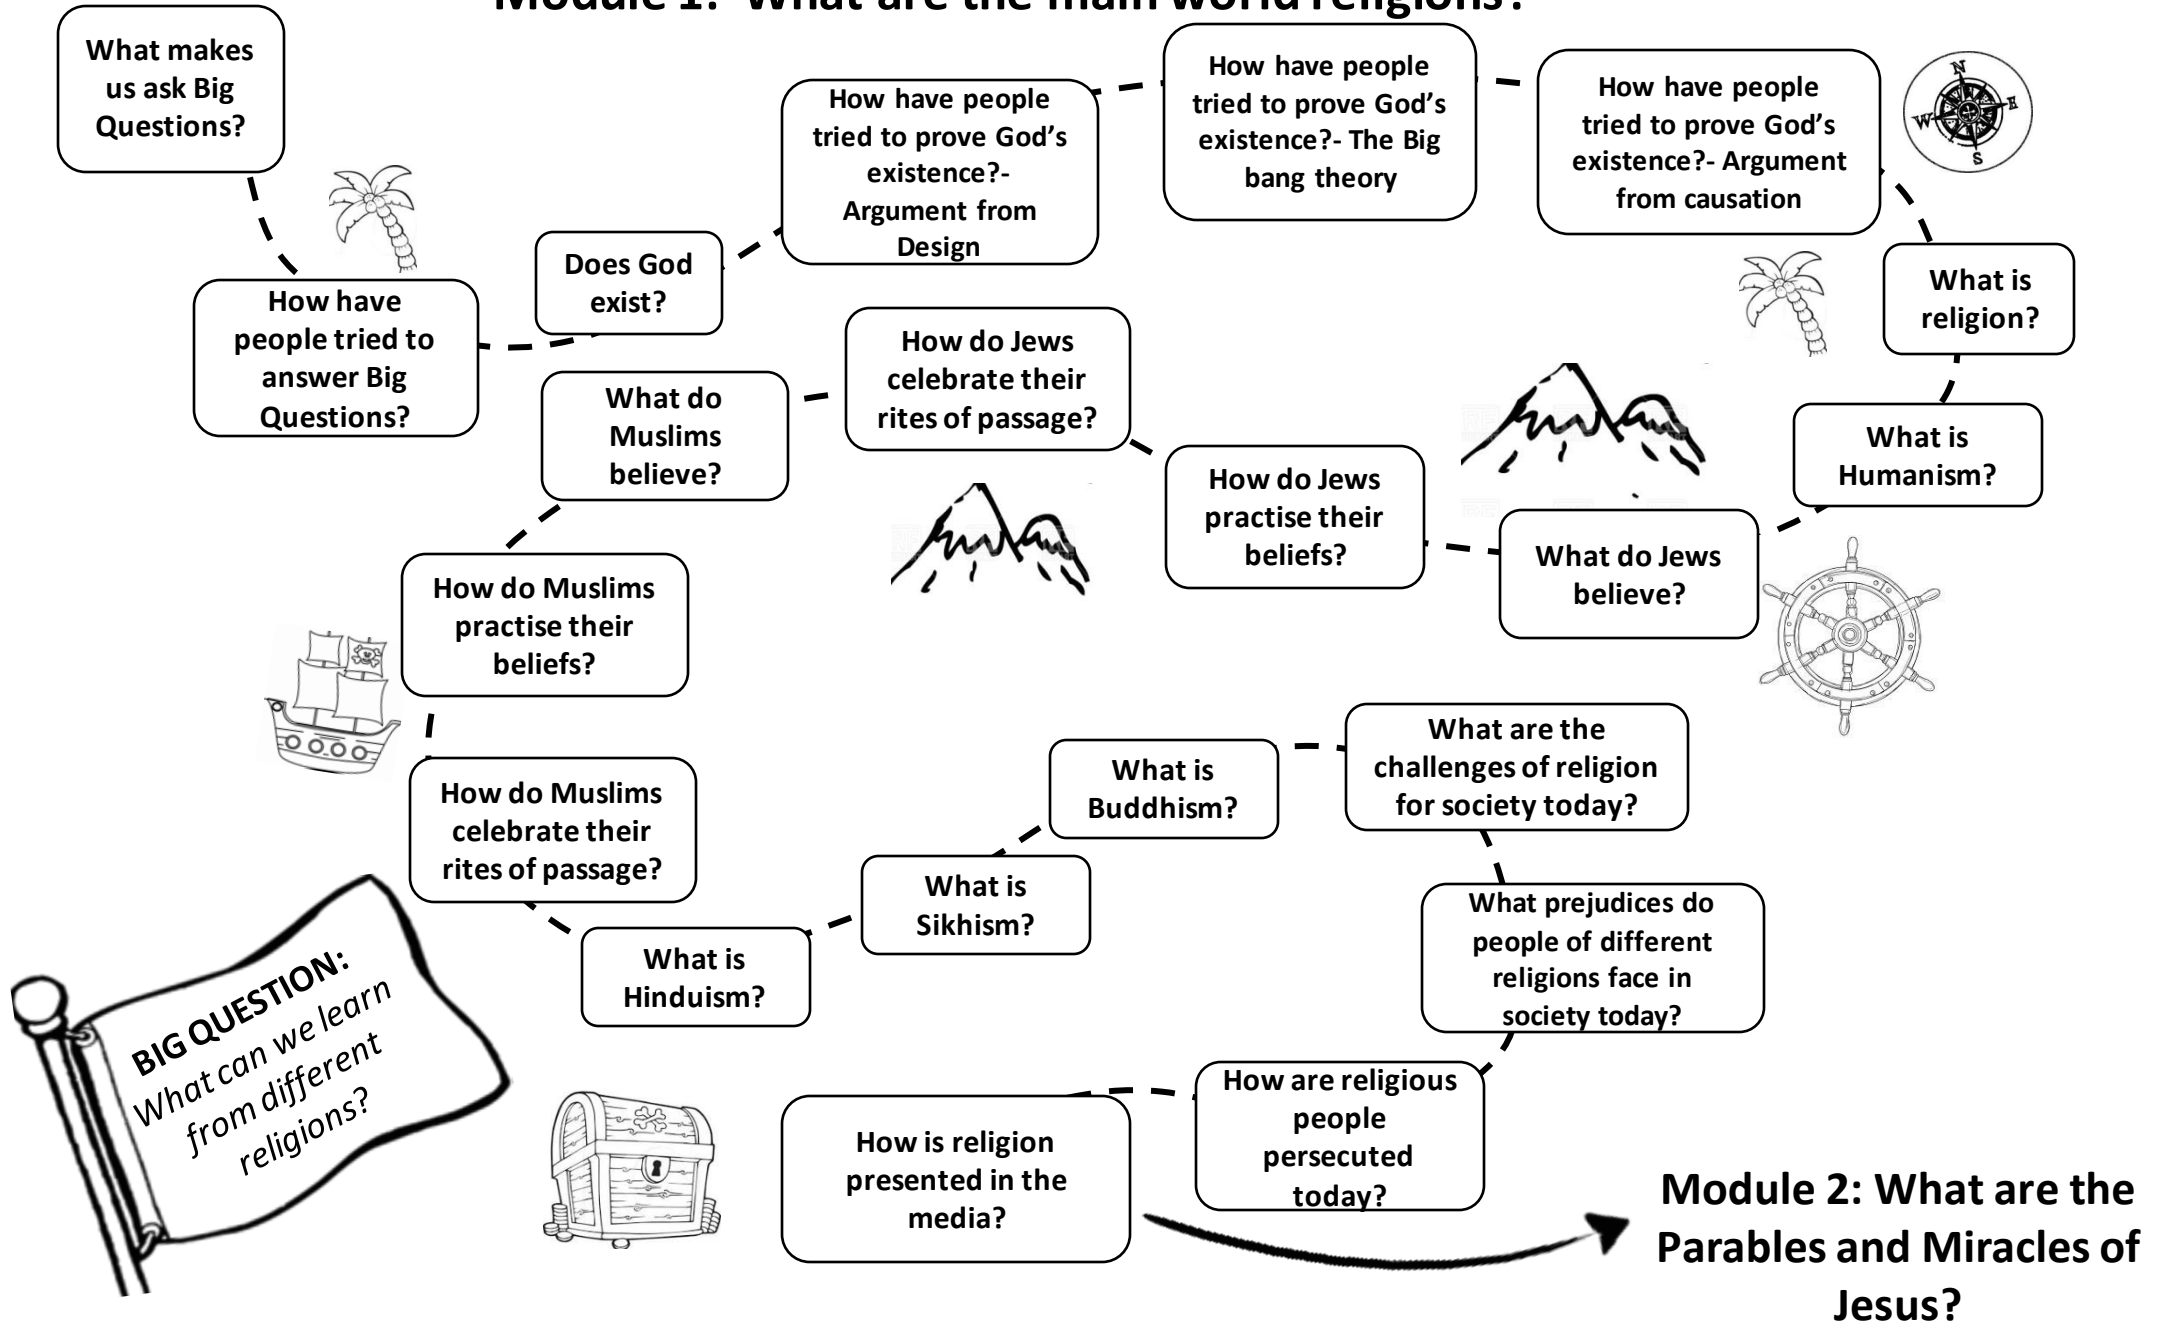 Module 1: What are the main world religions?
What makes
us ask Big
Questions?
How have
people tried to
answer Big
Questions?
Does God
exist?
How have people
tried to prove God's
existence?-
Argument from
Design
How have people
tried to prove God's
existence?- The Big
bang theory
How have people
tried to prove God's
existence?- Argument
from causation
N
E
S
W
What is
religion?
What is
Humanism?
What do Jews
believe?
How do Jews
practise their
beliefs?
How do Jews
celebrate their
rites of passage?
What do
Muslims
believe?
How do Muslims
practise their
beliefs?
How do Muslims
celebrate their
rites of passage?
What is
Hinduism?
What is
Sikhism?
What is
Buddhism?
What are the
challenges of religion
for society today?
What prejudices do
people of different
religions face in
society today?
How are religious
people
persecuted
today?
How is religion
presented in the
media?
BIG QUESTION:
What can we learn
from different
religions?
Module 2: What are the
Parables and Miracles of
Jesus?